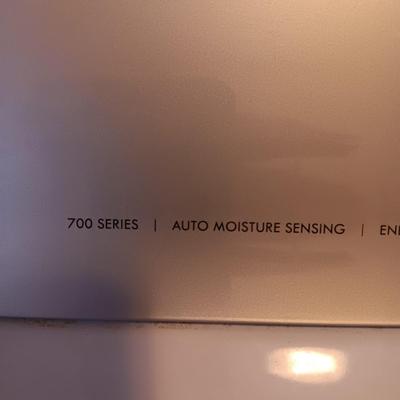 700 SERIES | AUTO MOISTURE SENSING |